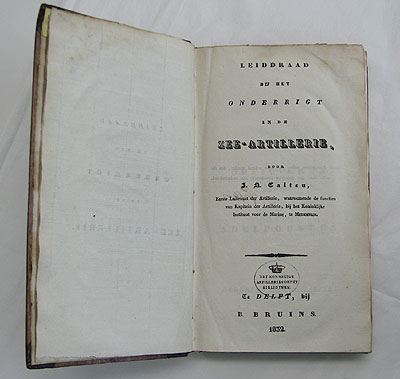 LEIDDRAAD
BIJ HET
ONDERRIGT
IN DE
ZEE-ARTILLERIE,
DOOR
J. N. Calten,
Eerste Luitenant der Artillerie, waarnemende de functien
van Kapitein der Artillerie, bij het Koninklijke
Instituut voor de Marine, te MEDEMBLIK.
BIBLIOTHEEK
Te DELFT, bij
B. BRUINS.
1832.